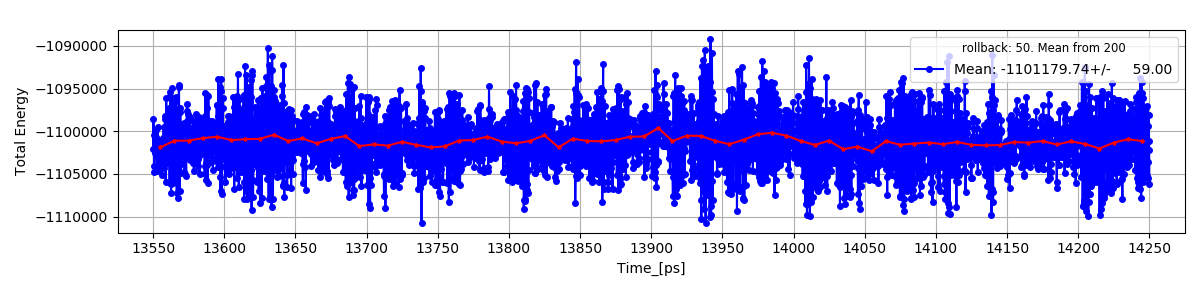 rollback: 50. Mean from 200
Mean: -1101179.74+/-     59.00
Total Energy
−1090000
−1095000
−1100000
−1105000
−1110000
13550 13600 13650 13700 13750 13800 13850 13900 13950 14000 14050 14100 14150 14200 14250
Time_[ps]